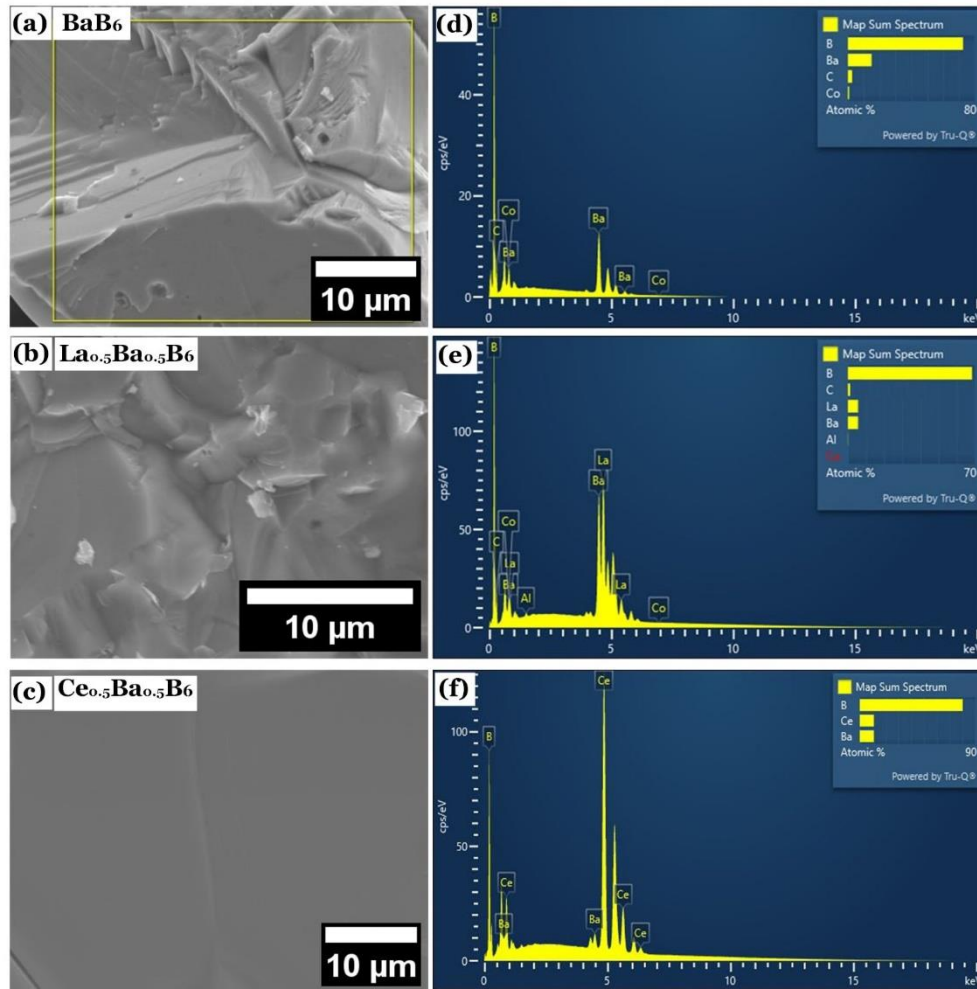 (a) BaB₆
10 μm
(d)
B
Co
C
Ba
Ba
Ba
Co
cps/eV
40
20
0
0 5 10 15 keV
Map Sum Spectrum
B
Ba
C
Co
Atomic % 80
Powered by Tru-Q®
(b) La₀.₅Ba₀.₅B₆
10 μm
(e)
B
Co
C
La
Ba
Al
La
Ba
La
Co
cps/eV
100
50
0
0 5 10 15 keV
Map Sum Spectrum
B
C
La
Ba
Al
Atomic % 70
Powered by Tru-Q®
(c) Ce₀.₅Ba₀.₅B₆
10 μm
(f)
Ce
B
Ce
Ba
Ba
Ce
Ce
cps/eV
100
50
0
0 5 10 15 keV
Map Sum Spectrum
B
Ce
Ba
Atomic % 90
Powered by Tru-Q®